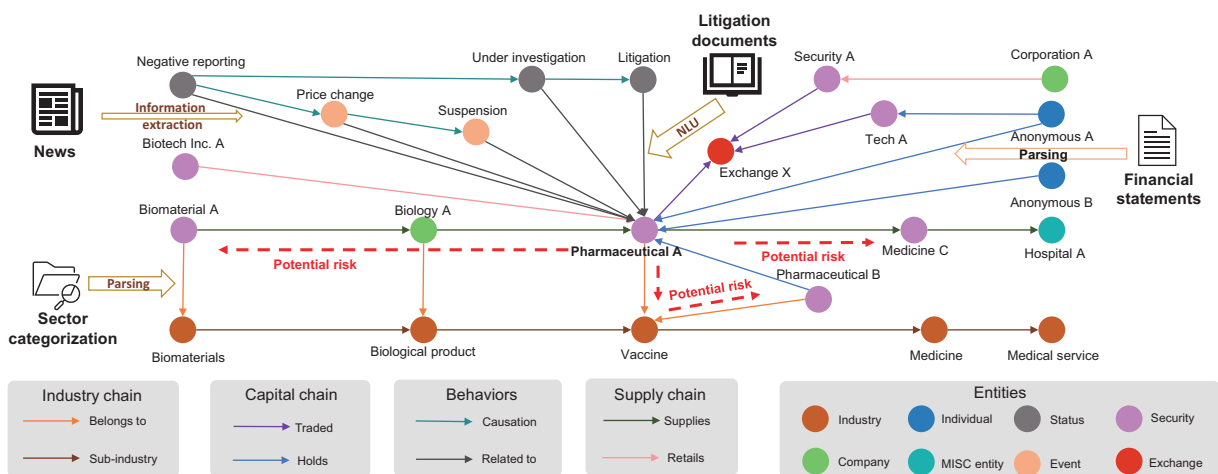 Litigation
documents
Negative reporting
Under investigation
Litigation
Security A
Corporation A
Price change
Suspension
Information
extraction
NLU
Tech A
Anonymous A
News
Biotech Inc. A
Exchange X
Parsing
Financial
statements
Anonymous B
Biomaterial A
Biology A
Pharmaceutical A
Medicine C
Hospital A
Potential risk
Potential risk
Pharmaceutical B
Potential risk
Parsing
Sector
categorization
Biomaterials
Biological product
Vaccine
Medicine
Medical service
Industry chain
Belongs to
Sub-industry
Capital chain
Traded
Holds
Behaviors
Causation
Related to
Supply chain
Supplies
Retails
Entities
Industry
Individual
Status
Security
Company
MISC entity
Event
Exchange